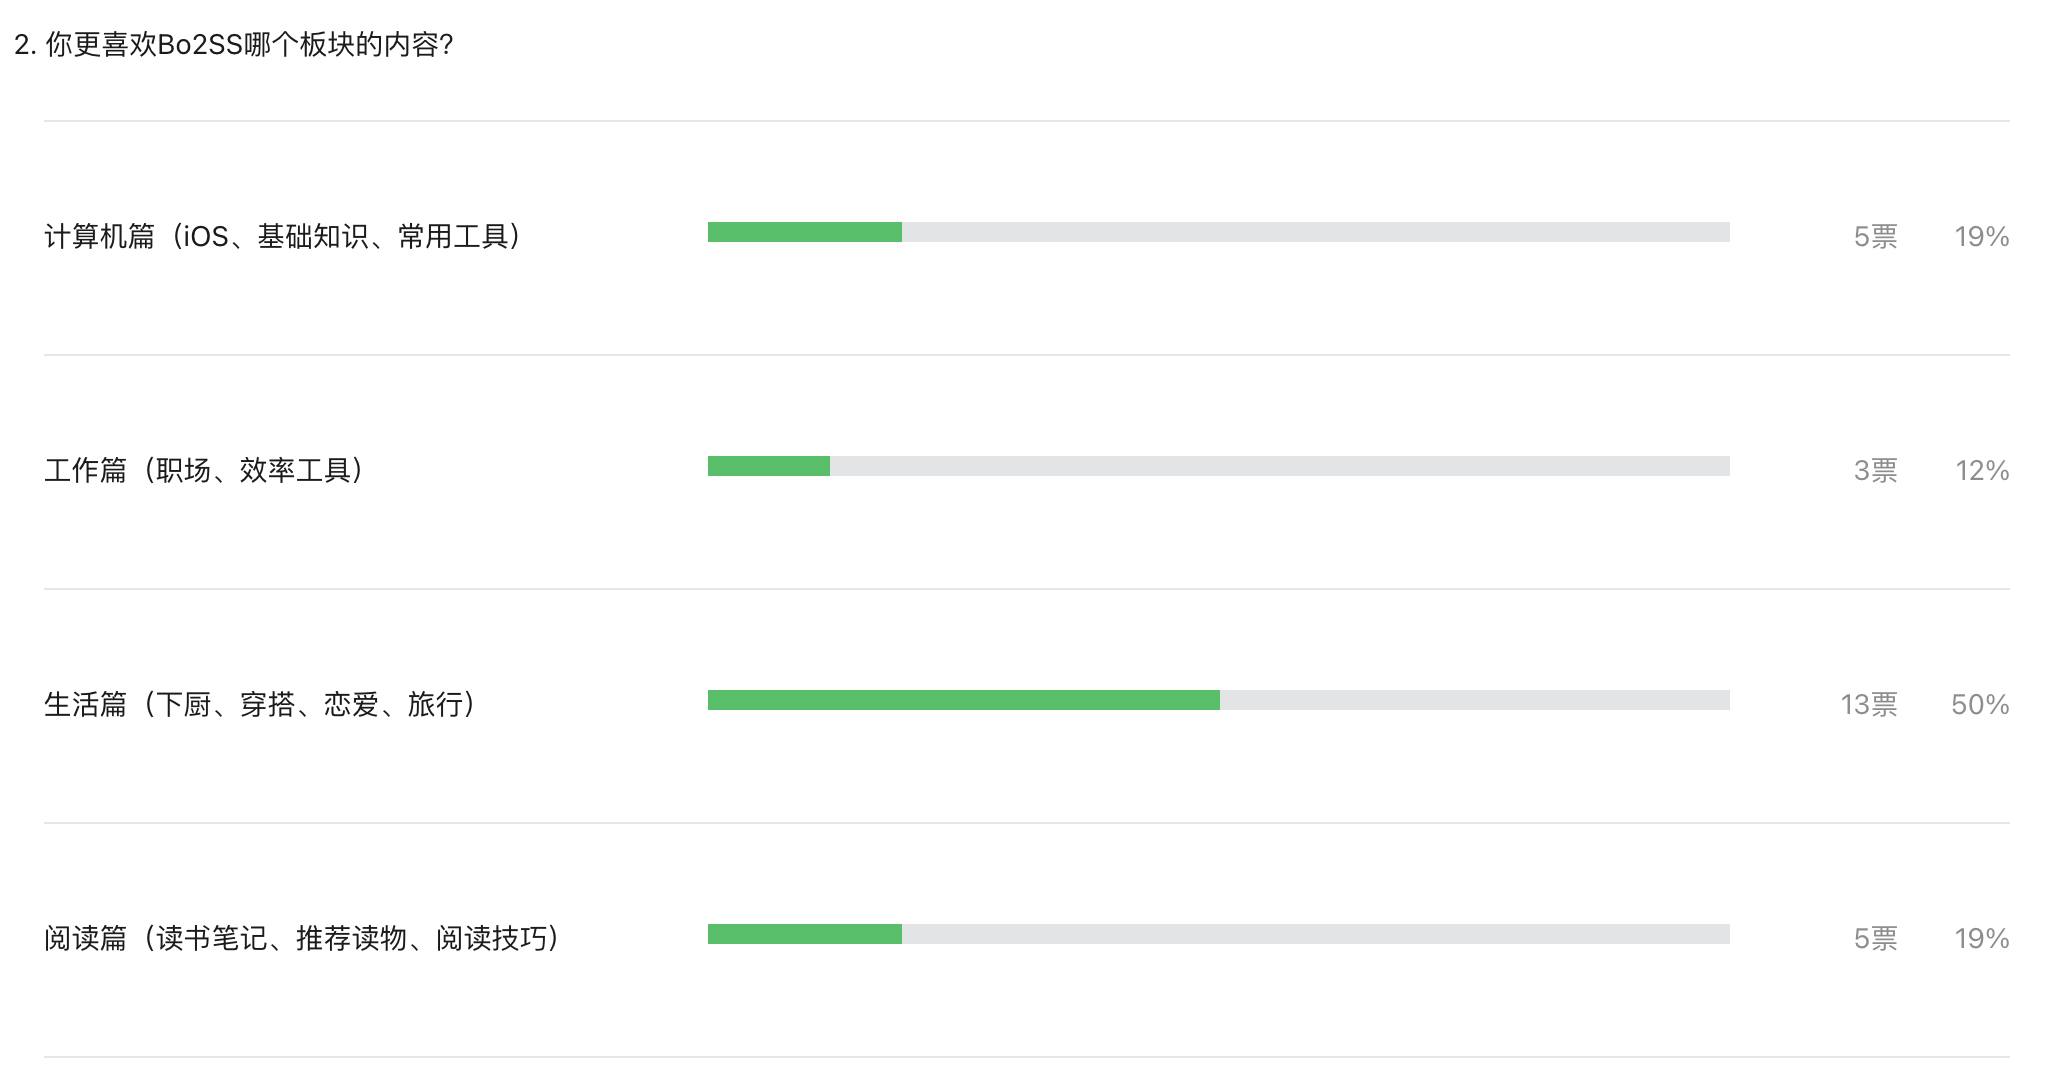 2. 你更喜欢Bo2SS哪个板块的内容?
计算机篇（iOS、基础知识、常用工具） 5票 19%
工作篇（职场、效率工具） 3票 12%
生活篇（下厨、穿搭、恋爱、旅行） 13票 50%
阅读篇（读书笔记、推荐读物、阅读技巧） 5票 19%